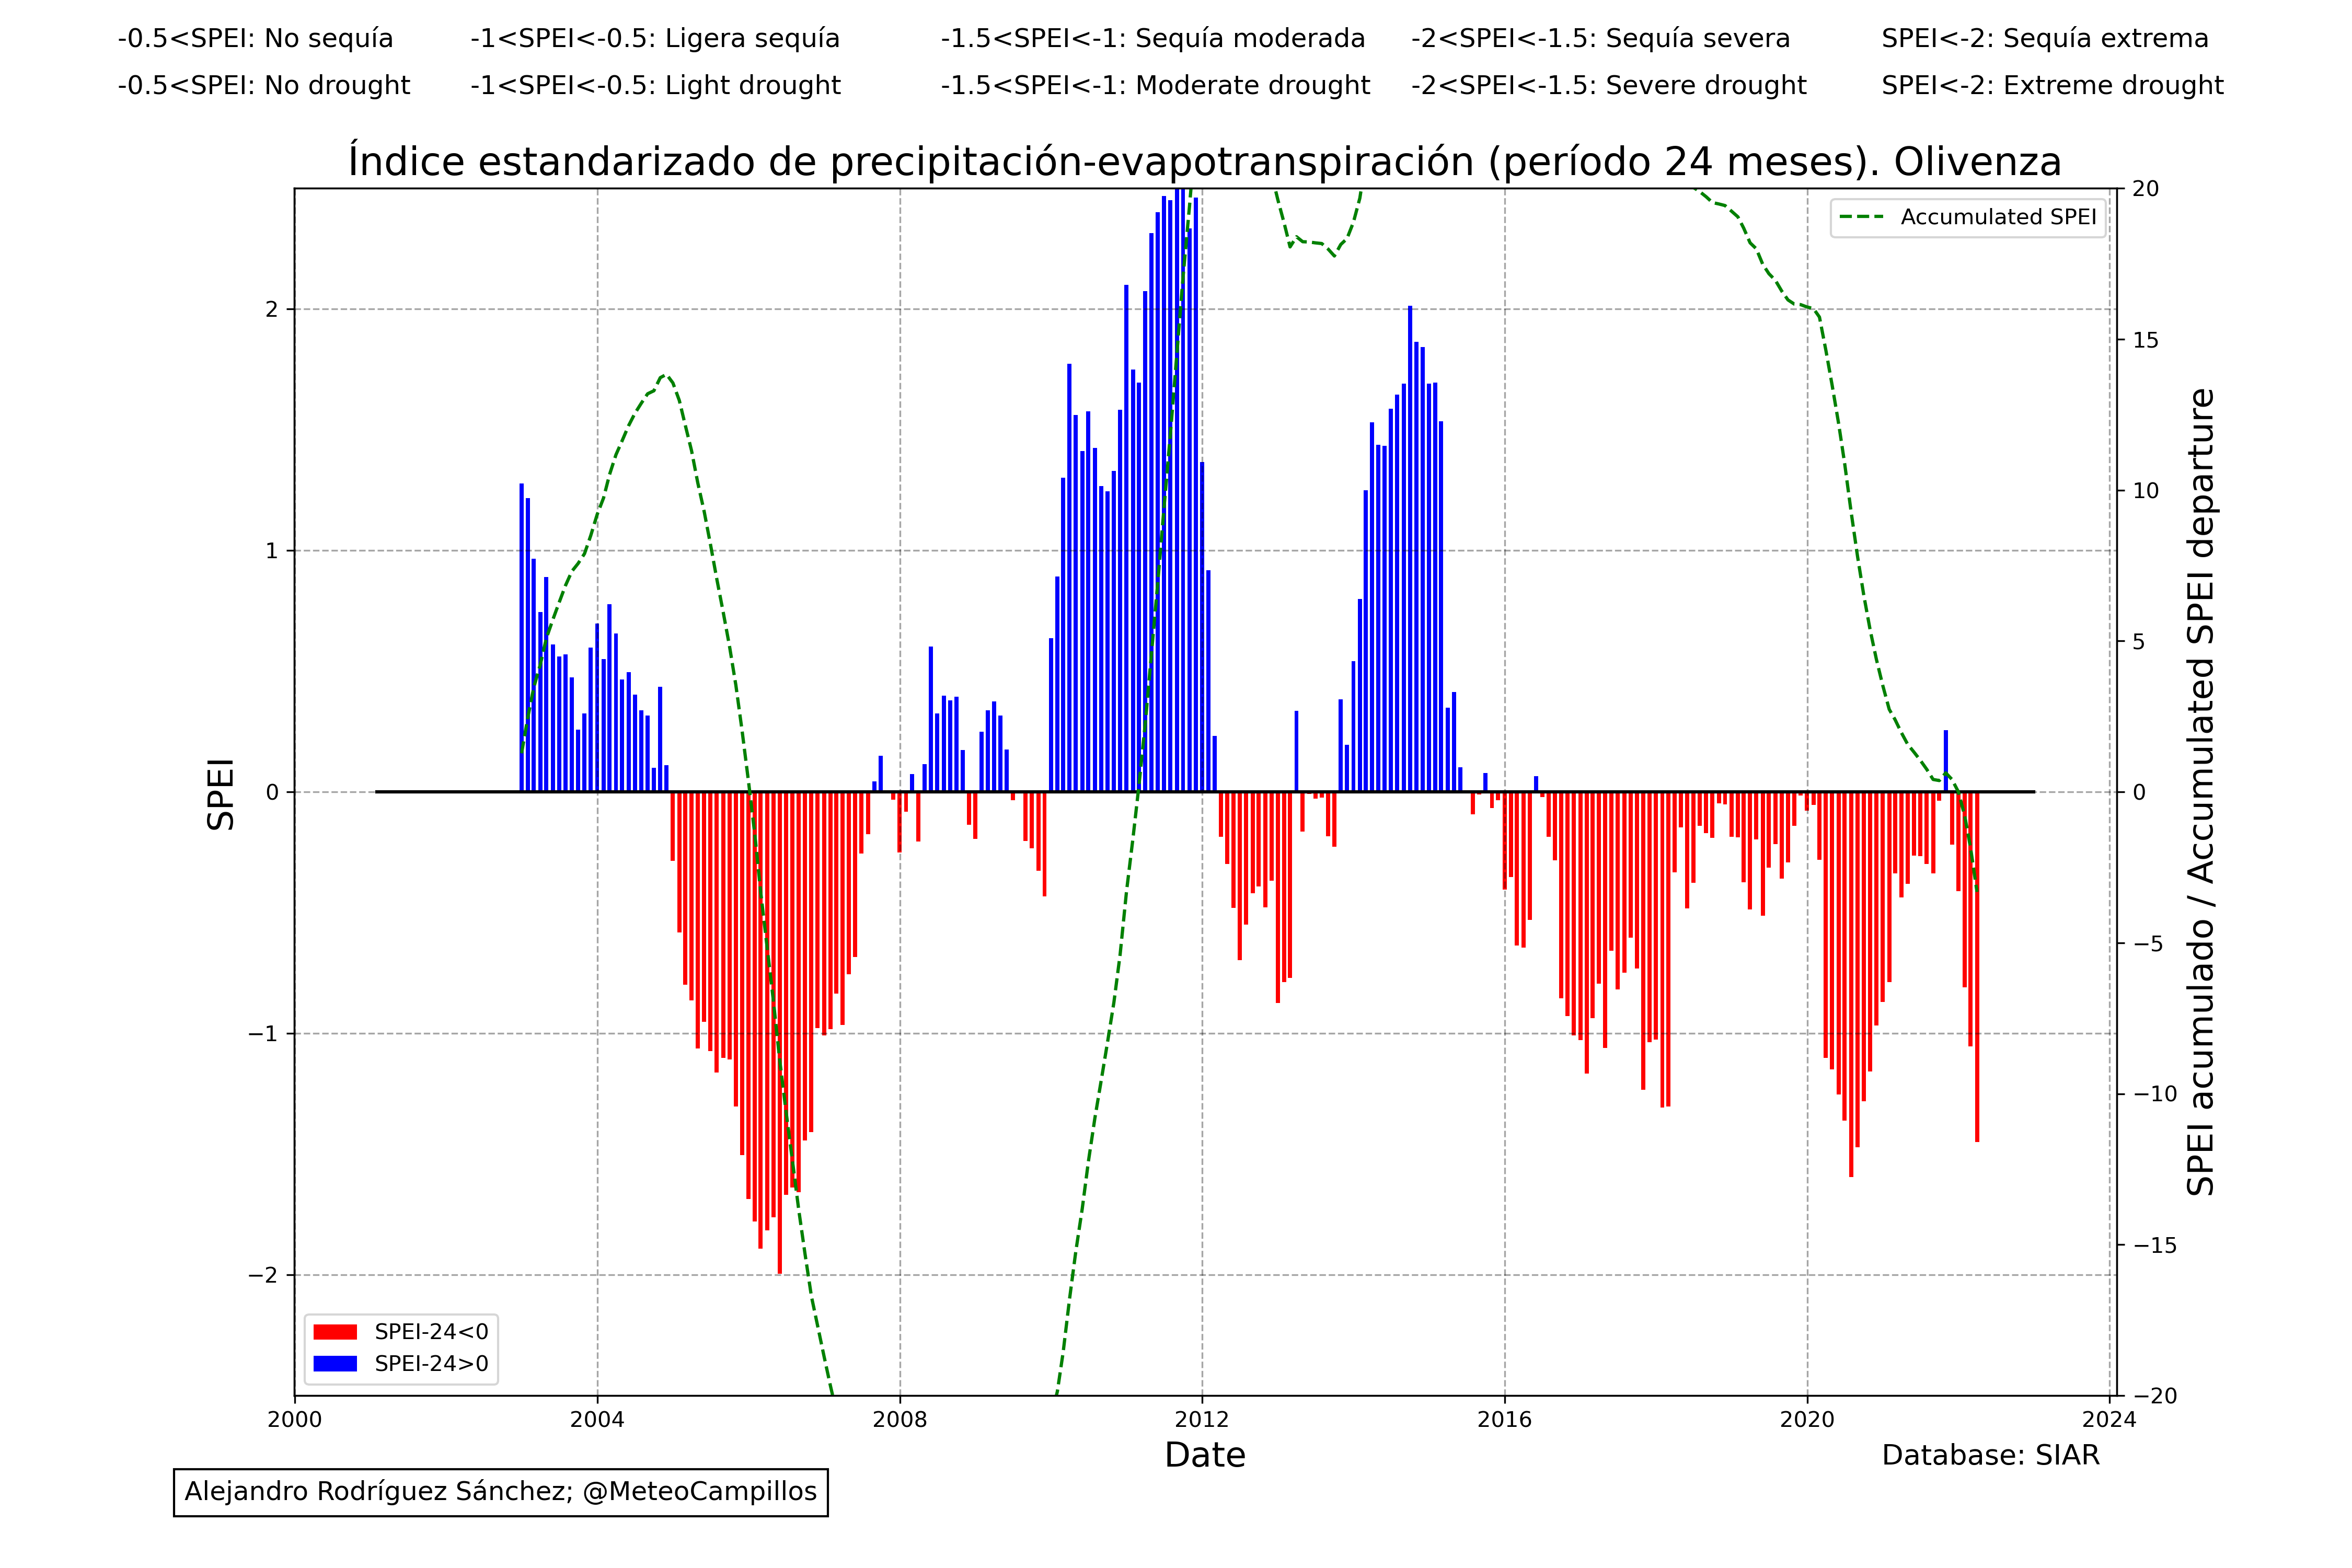 -0.5<SPEI: No sequía -1<SPEI<-0.5: Ligera sequía -1.5<SPEI<-1: Sequía moderada -2<SPEI<-1.5: Sequía severa SPEI<-2: Sequía extrema
-0.5<SPEI: No drought -1<SPEI<-0.5: Light drought -1.5<SPEI<-1: Moderate drought -2<SPEI<-1.5: Severe drought SPEI<-2: Extreme drought
Índice estandarizado de precipitación-evapotranspiración (período 24 meses). Olivenza
SPEI
2
1
0
−1
−2
Accumulated SPEI
20
15
10
5
0
−5
−10
−15
−20
SPEI acumulado / Accumulated SPEI departure
SPEI-24<0
SPEI-24>0
2000 2004 2008 2012 2016 2020 2024
Date
Database: SIAR
Alejandro Rodríguez Sánchez; @MeteoCampillos